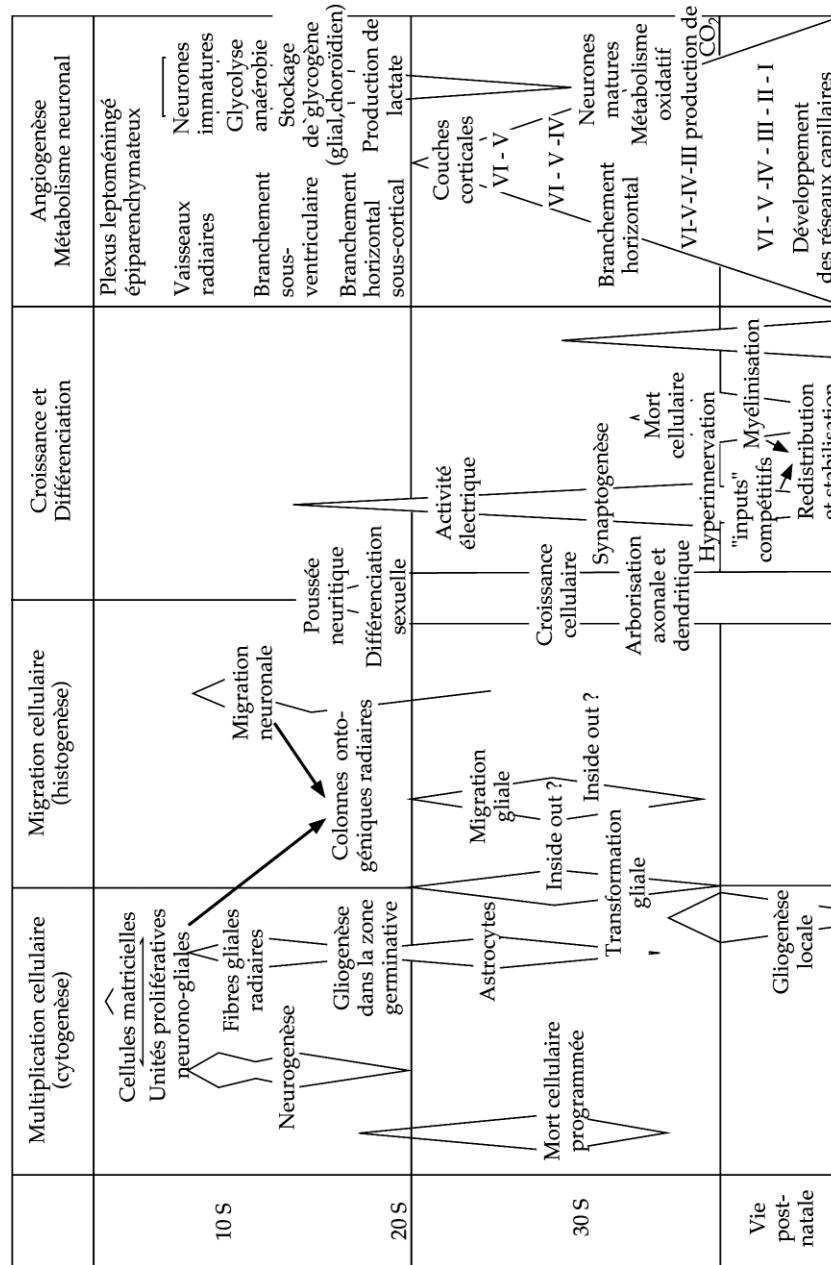 Multiplication cellulaire
(cytogenèse)
Migration cellulaire
(histogenèse)
Croissance et
Différenciation
Angiogenèse
Métabolisme neuronal
10 S
20 S
30 S
Vie
post-
natale
Cellules matricielles
Unités prolifératives
neurono-gliales
Fibres gliales
radiaires
Neurogenèse
Gliogenèse
dans la zone
germinative
Astrocytes
Mort cellulaire
programmée
Transformation
gliale
Gliogenèse
locale
Migration
neuronale
Colonnes onto-
géniques radiaires
Migration
gliale
Inside out ?
Inside out ?
Poussée
neuritique
Différenciation
sexuelle
Activité
électrique
Croissance
cellulaire
Synaptogenèse
Arborisation
axonale et
dendritique
Mort
cellulaire
Hyperinnervation
"inputs"
compétitifs
Myélinisation
Redistribution
et stabilisation
Plexus leptoméningé
épiparenchymateux
Vaisseaux
radiaires
Branchement
sous-
ventriculaire
Branchement
horizontal
sous-cortical
Neurones
immatures
Glycolyse
anaérobie
Stockage
de glycogène
(glial,choroïdien)
Production de
lactate
Couches
corticales
VI - V
VI - V -IV
Branchement
horizontal
Neurones
matures
Métabolisme
oxidatif
VI-V-IV-III production de
CO2
VI - V -IV - III - II - I
Développement
des réseaux capillaires